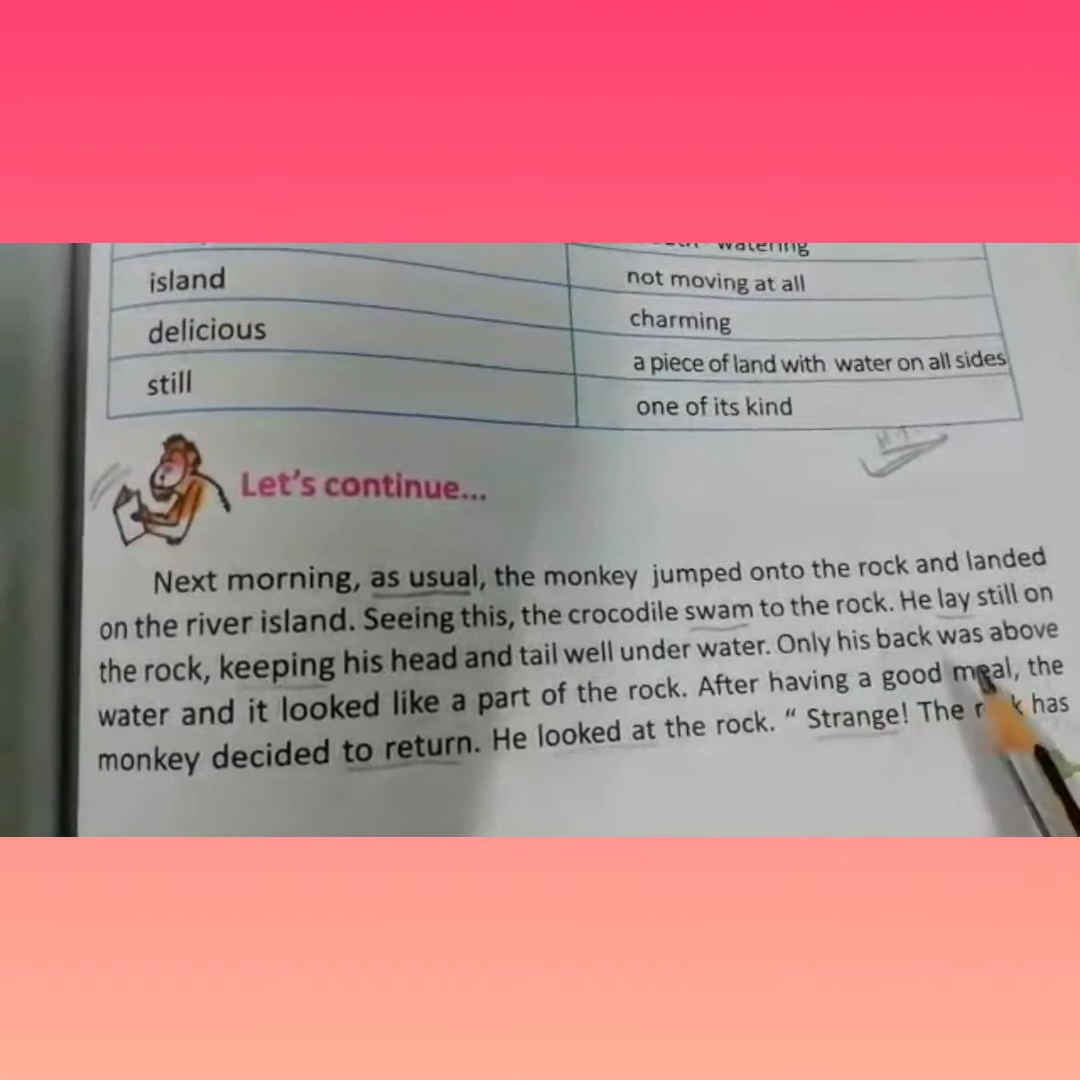 watering
island
not moving at all
delicious
charming
still
a piece of land with water on all sides
one of its kind
Let's continue...
Next morning, as usual, the monkey jumped onto the rock and landed
on the river island. Seeing this, the crocodile swam to the rock. He lay still on
the rock, keeping his head and tail well under water. Only his back was above
water and it looked like a part of the rock. After having a good meal, the
monkey decided to return. He looked at the rock. " Strange! The has